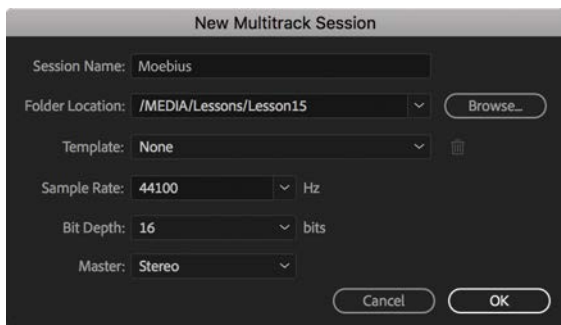 New Multitrack Session
Session Name: Moebius
Folder Location: /MEDIA/Lessons/Lesson15 Browse...
Template: None
Sample Rate: 44100 Hz
Bit Depth: 16 bits
Master: Stereo
Cancel OK